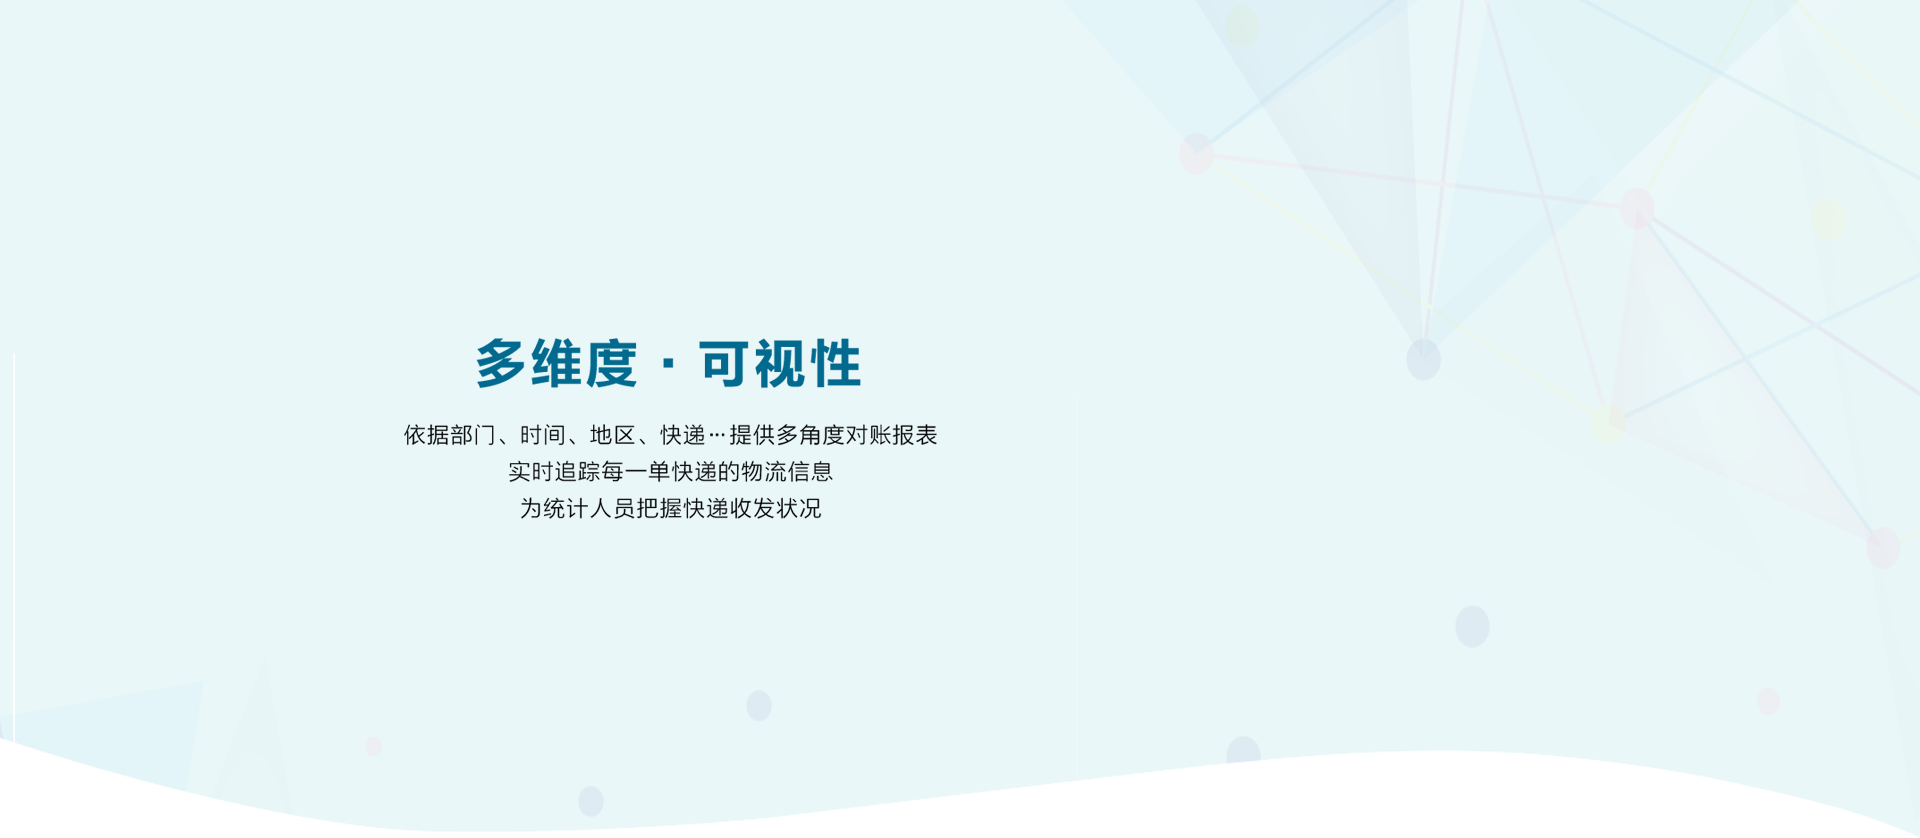 多维度 · 可视性
依据部门、时间、地区、快递···提供多角度对账报表
实时追踪每一单快递的物流信息
为统计人员把握快递收发状况